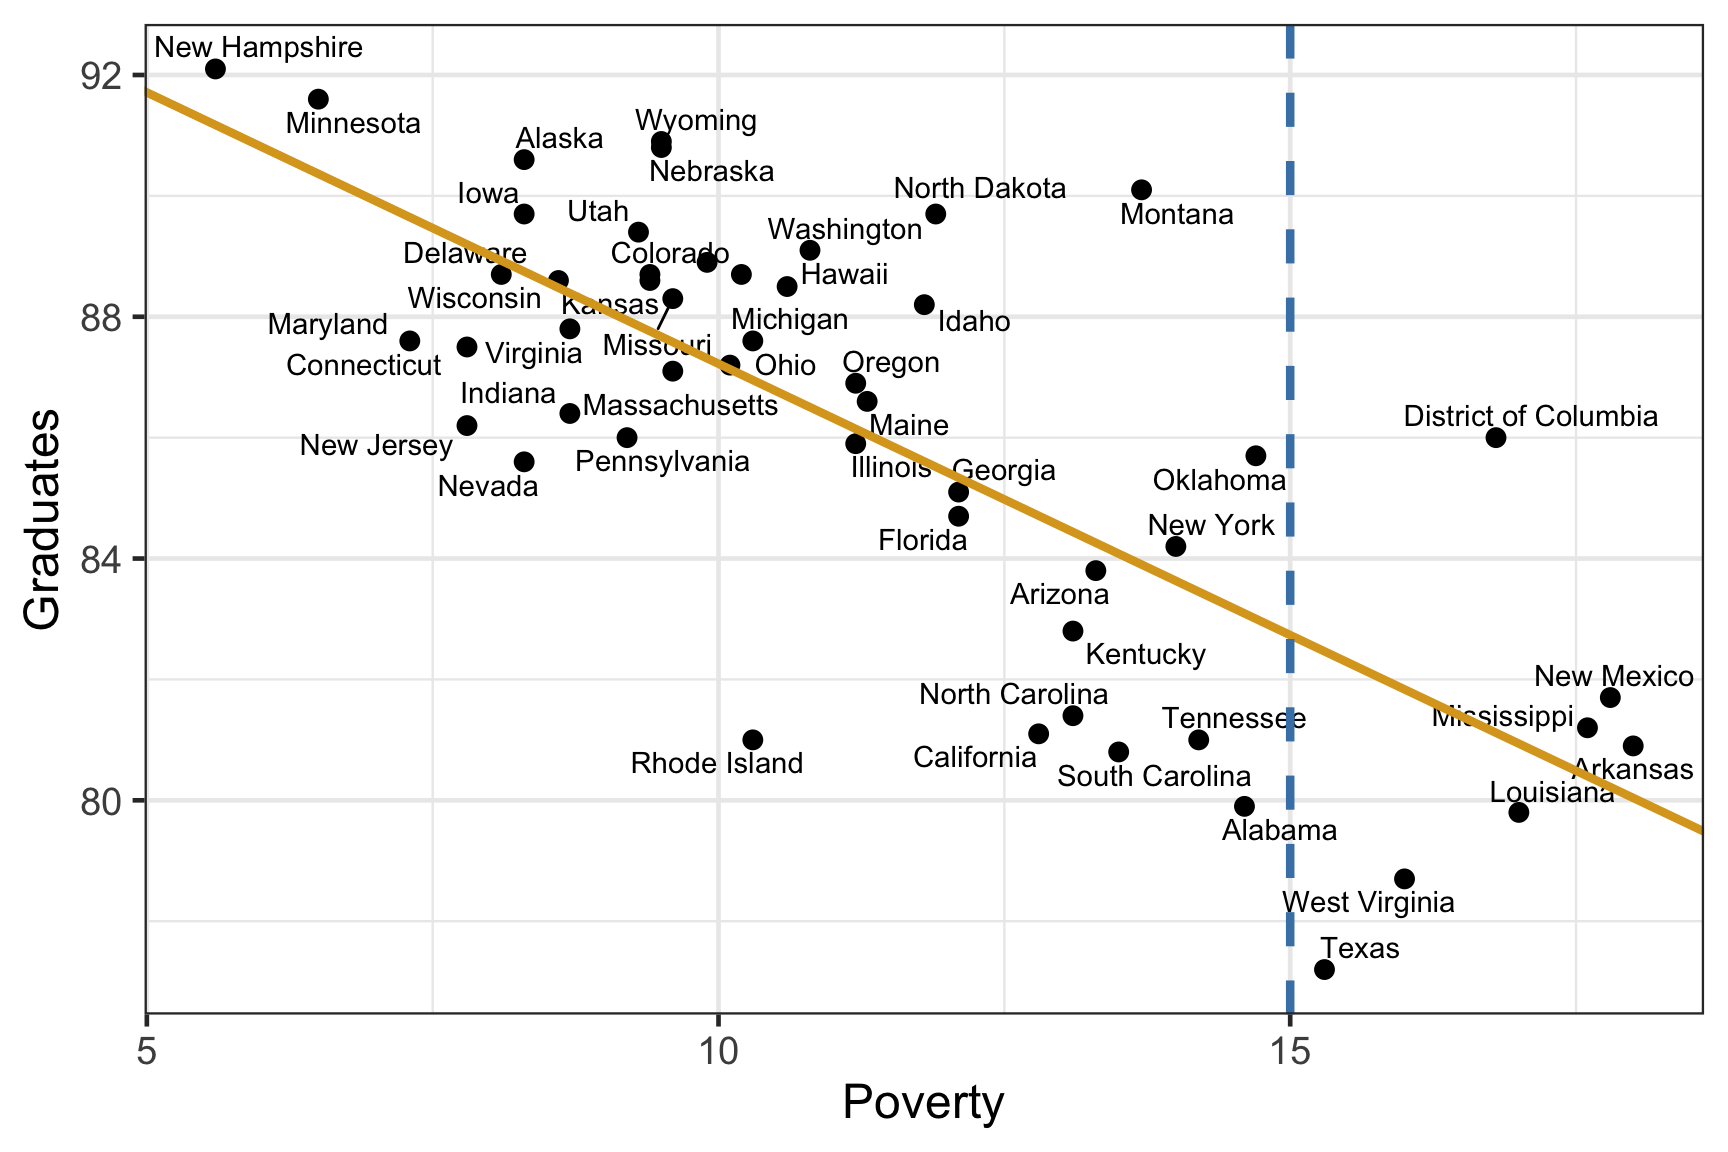 New Hampshire
92
Minnesota
Wyoming
Alaska
Nebraska
North Dakota
Iowa
Utah
Montana
Washington
Delaware
Colorado
Hawaii
Wisconsin
Kansas
88
Maryland
Michigan
Idaho
Missouri
Virginia
Connecticut
Ohio
Oregon
Indiana
Massachusetts
District of Columbia
Maine
New Jersey
Pennsylvania
Illinois
Georgia
Oklahoma
Nevada
New York
Florida
84
Arizona
Kentucky
New Mexico
North Carolina
Mississippi
Tennessee
California
Rhode Island
Arkansas
South Carolina
Louisiana
80
Alabama
West Virginia
Texas
Graduates
5 10 15
Poverty